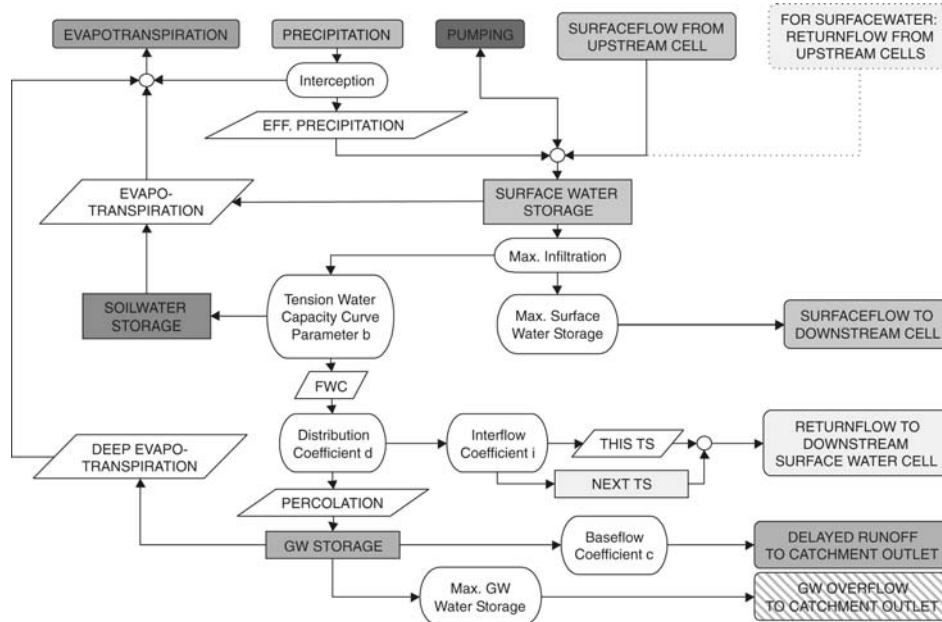 EVAPOTRANSPIRATION
PRECIPITATION
PUMPING
SURFACEFLOW FROM
UPSTREAM CELL
FOR SURFACEWATER:
RETURNFLOW FROM
UPSTREAM CELLS
Interception
EFF. PRECIPITATION
EVAPO-
TRANSPIRATION
SURFACE WATER
STORAGE
Max. Infiltration
SOILWATER
STORAGE
Tension Water
Capacity Curve
Parameter b
Max. Surface
Water Storage
SURFACEFLOW TO
DOWNSTREAM CELL
FWC
DEEP EVAPO-
TRANSPIRATION
Distribution
Coefficient d
Interflow
Coefficient i
THIS TS
NEXT TS
RETURNFLOW TO
DOWNSTREAM
SURFACE WATER CELL
PERCOLATION
GW STORAGE
Baseflow
Coefficient c
DELAYED RUNOFF
TO CATCHMENT OUTLET
Max. GW
Water Storage
GW OVERFLOW
TO CATCHMENT OUTLET